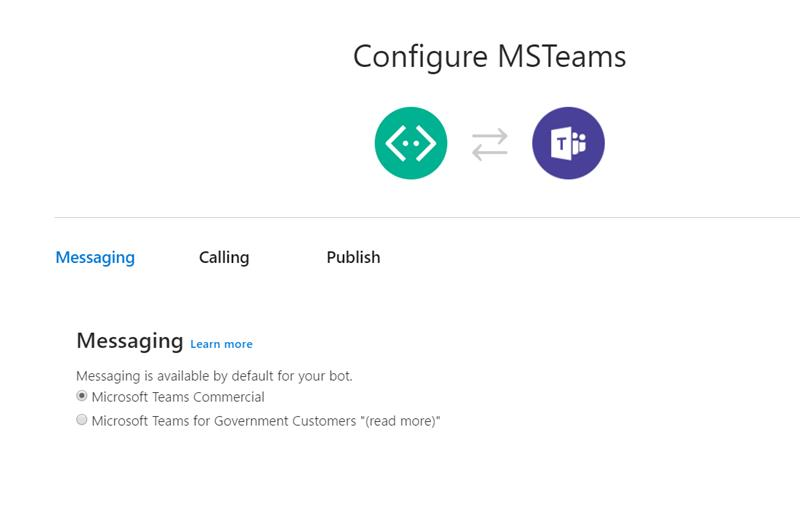 Configure MSTeams
T
Messaging Calling Publish
Messaging Learn more
Messaging is available by default for your bot.
Microsoft Teams Commercial
Microsoft Teams for Government Customers "(read more)"